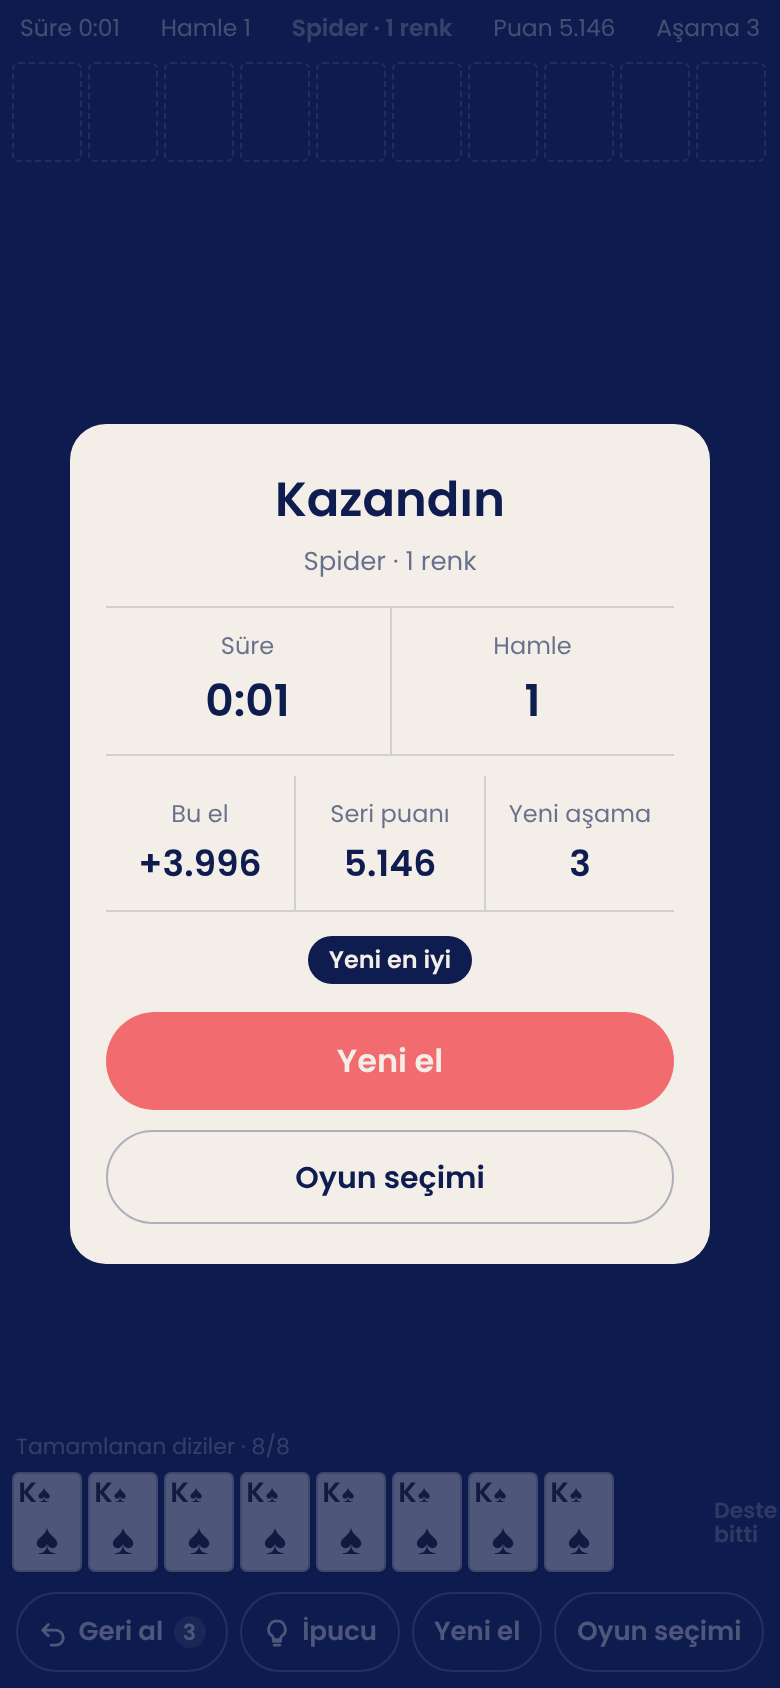 Süre 0:01 Hamle 1 Spider · 1 renk Puan 5.146 Aşama 3
Kazandın
Spider · 1 renk
Süre Hamle
0:01 1
Bu el Seri puanı Yeni aşama
+3.996 5.146 3
Yeni en iyi
Yeni el
Oyun seçimi
Tamamlanan diziler · 8/8
K♠ K♠ K♠ K♠ K♠ K♠ K♠ K♠
♠ ♠ ♠ ♠ ♠ ♠ ♠ ♠
Deste
bitti
Geri al 3 İpucu Yeni el Oyun seçimi